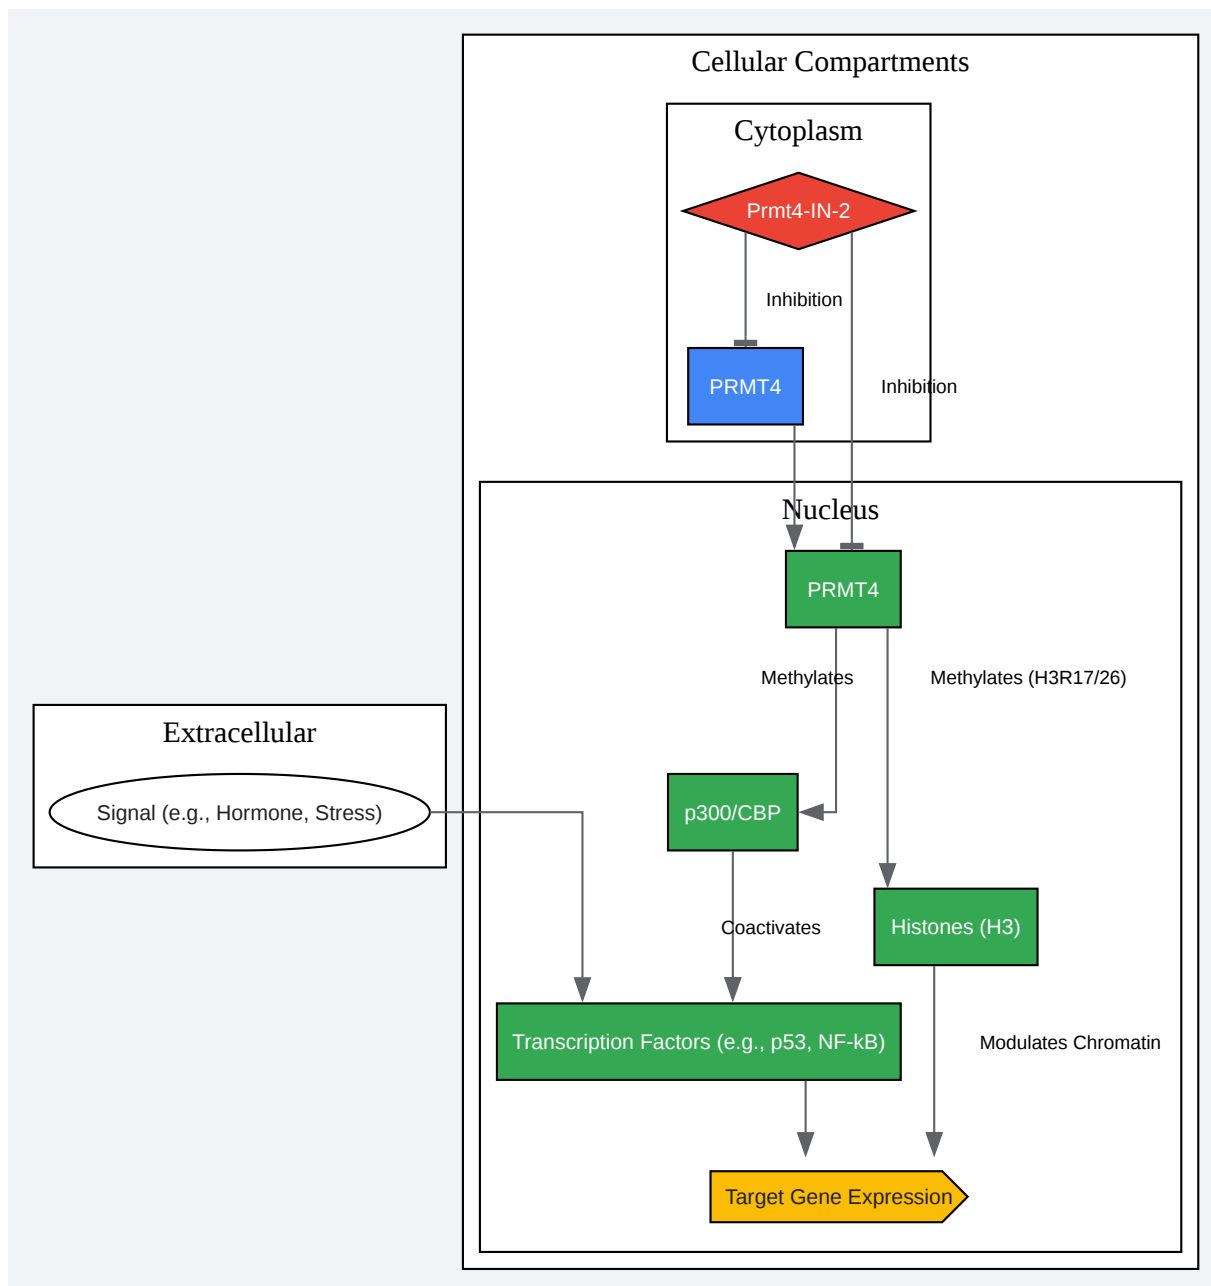 Cellular Compartments
Cytoplasm
Prmt4-IN-2
Inhibition
PRMT4
Inhibition
Nucleus
PRMT4
Methylates
Methylates (H3R17/26)
Extracellular
Signal (e.g., Hormone, Stress)
p300/CBP
Coactivates
Histones (H3)
Transcription Factors (e.g., p53, NF-kB)
Modulates Chromatin
Target Gene Expression